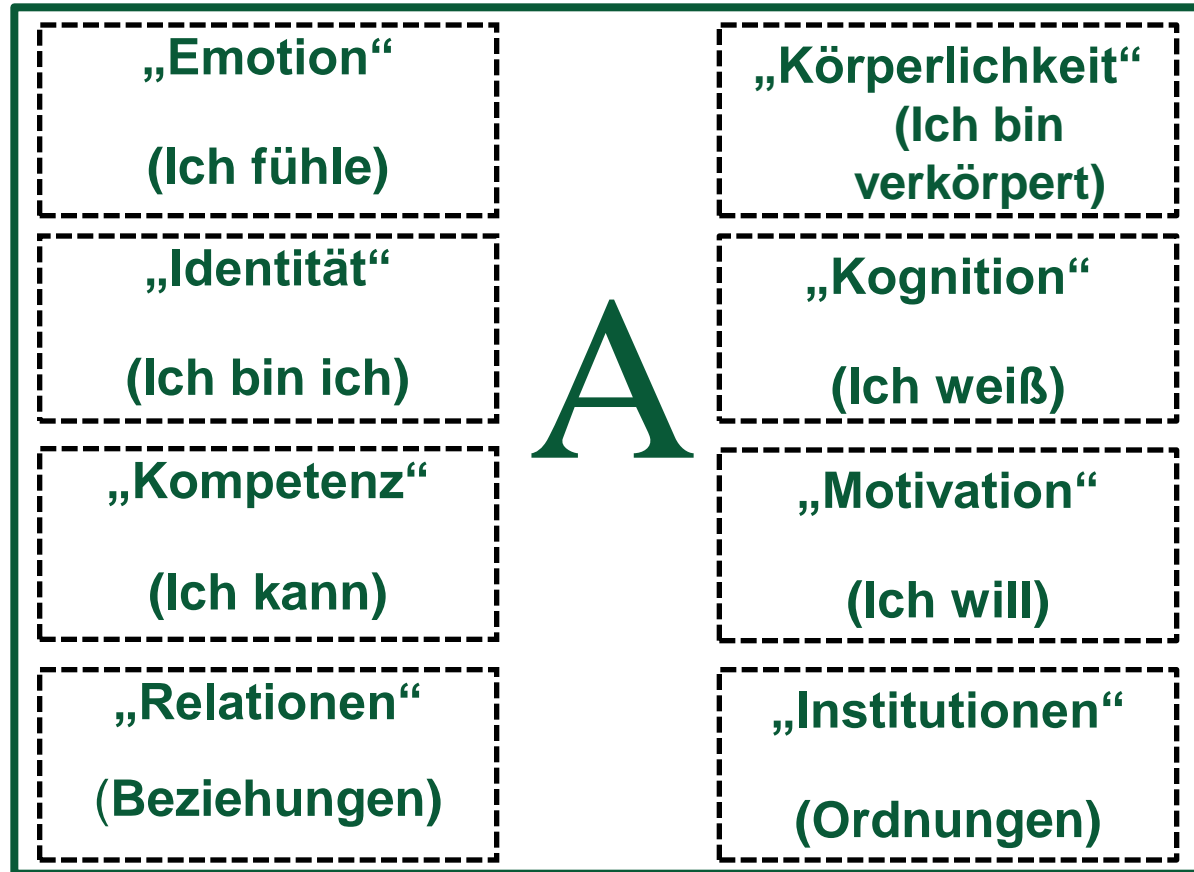 „Emotion“
(Ich fühle)
„Körperlichkeit“
(Ich bin
verkörpert)
„Identität“
(Ich bin ich)
„Kognition“
(Ich weiß)
A
„Kompetenz“
(Ich kann)
„Motivation“
(Ich will)
„Relationen“
(Beziehungen)
„Institutionen“
(Ordnungen)